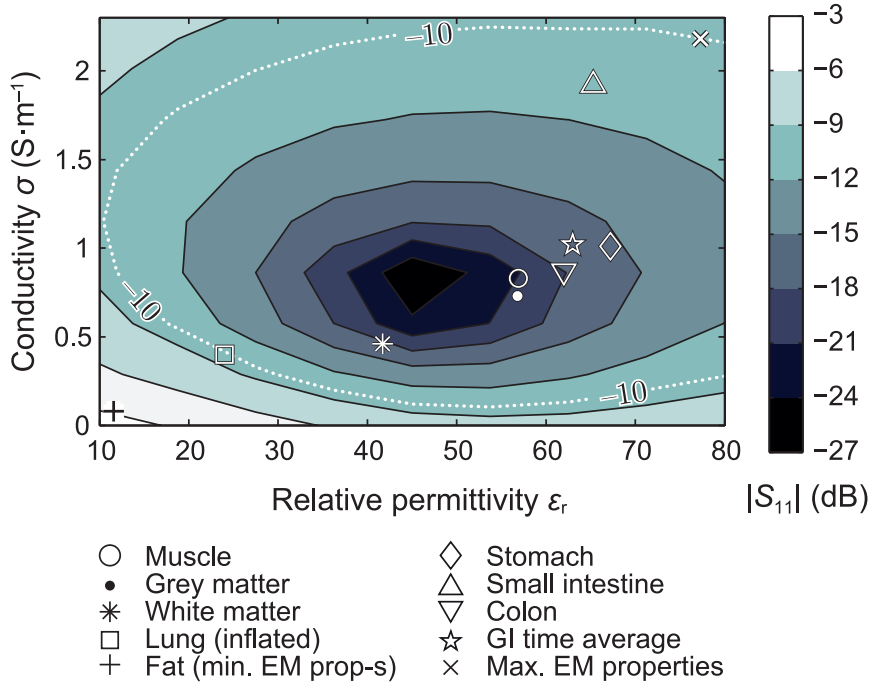 −10
−10
−10
2
1.5
1
0.5
0
Conductivity σ (S·m⁻¹)
10
20
30
40
50
60
70
80
Relative permittivity εr
−3
−6
−9
−12
−15
−18
−21
−24
−27
|S11| (dB)
Muscle
Grey matter
White matter
Lung (inflated)
Fat (min. EM prop-s)
Stomach
Small intestine
Colon
GI time average
Max. EM properties